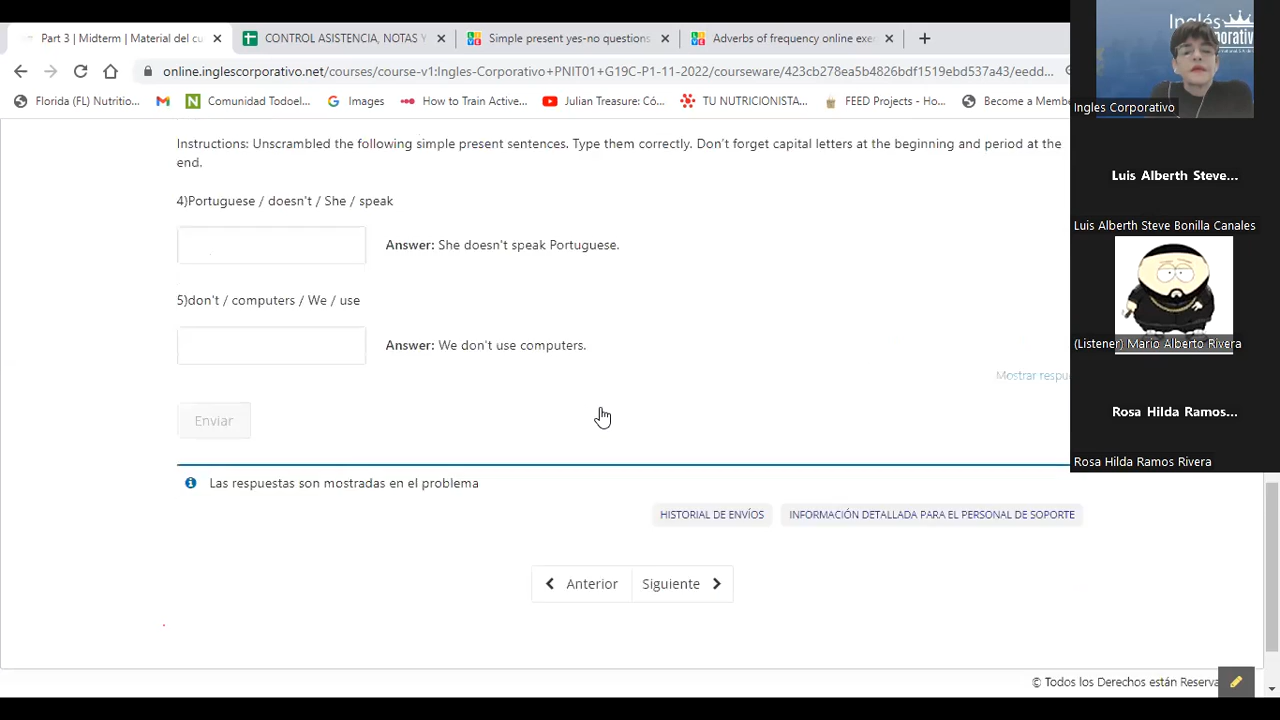 Part 3 | Midterm | Material del cu
CONTROL ASISTENCIA, NOTAS Y
Simple present yes-no questions
Adverbs of frequency online exer
online.inglescorporativo.net/courses/course-v1:Ingles-Corporativo+PNIT01+G19C-P1-11-2022/courseware/423cb278ea5b4826bdf1519ebd537a43/eedd...
Florida (FL) Nutritio...
Comunidad Todoel...
Images
How to Train Active...
Julian Treasure: Có...
TU NUTRICIONISTA...
FEED Projects - Ho...
Become a Membe
Instructions: Unscrambled the following simple present sentences. Type them correctly. Don't forget capital letters at the beginning and period at the
end.
4)Portuguese / doesn't / She / speak
Answer: She doesn't speak Portuguese.
5)don't / computers / We / use
Answer: We don't use computers.
Mostrar respu
Enviar
Las respuestas son mostradas en el problema
HISTORIAL DE ENVÍOS
INFORMACIÓN DETALLADA PARA EL PERSONAL DE SOPORTE
Anterior
Siguiente
© Todos los Derechos están Reserva
Inglés
Ingles Corporativo
Luis Alberth Steve...
Luis Alberth Steve Bonilla Canales
(Listener) Mario Alberto Rivera
Rosa Hilda Ramos...
Rosa Hilda Ramos Rivera